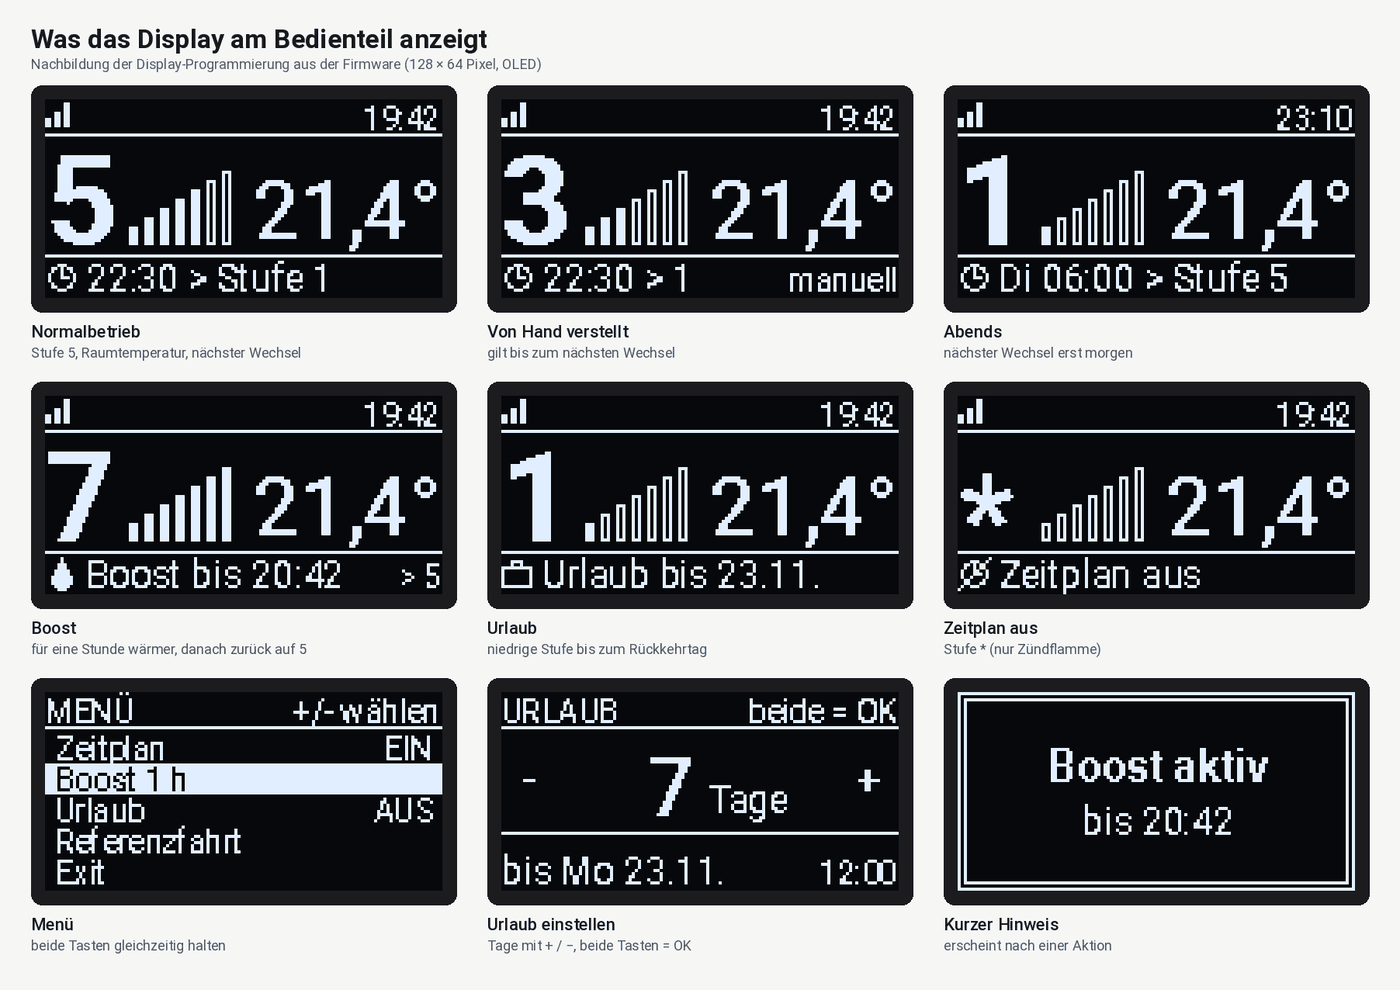 Was das Display am Bedienteil anzeigt
Nachbildung der Display-Programmierung aus der Firmware (128 × 64 Pixel, OLED)
19:42
5 21,4°
22:30 > Stufe 1
Normalbetrieb
Stufe 5, Raumtemperatur, nächster Wechsel
19:42
3 21,4°
22:30 > 1 manuell
Von Hand verstellt
gilt bis zum nächsten Wechsel
23:10
1 21,4°
Di 06:00 > Stufe 5
Abends
nächster Wechsel erst morgen
19:42
7 21,4°
Boost bis 20:42 > 5
Boost
für eine Stunde wärmer, danach zurück auf 5
19:42
1 21,4°
Urlaub bis 23.11.
Urlaub
niedrige Stufe bis zum Rückkehrtag
19:42
* 21,4°
Zeitplan aus
Zeitplan aus
Stufe * (nur Zündflamme)
MENÜ +/- wählen
Zeitplan EIN
Boost 1 h
Urlaub AUS
Referenzfahrt
Exit
Menü
beide Tasten gleichzeitig halten
URLAUB beide = OK
- 7 Tage +
bis Mo 23.11. 12:00
Urlaub einstellen
Tage mit + / −, beide Tasten = OK
Boost aktiv
bis 20:42
Kurzer Hinweis
erscheint nach einer Aktion